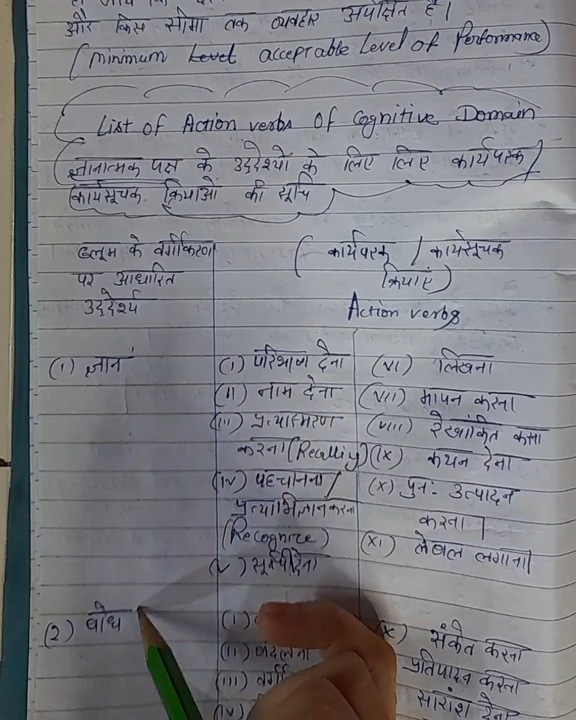 और किस सीमा तक व्यवहार अपेक्षित है।
(Minimum Level acceptable Level of Performance)
List of Action verbs of Cognitive Domain
ज्ञानात्मक पक्ष के उद्देश्यों के लिए लिए कार्यपरक/
कार्यसूचक क्रियाओं की सूचि
ब्लूम के वर्गीकरण
पर आधारित
उद्देश्य
(कार्यपरक / कार्यसूचक
क्रियाएं)
Action verbs
(1) ज्ञान
(i) परिभाषा देना
(ii) नाम देना
(iii) प्रत्यास्मरण
करना (Recalling)
(iv) पहचानना/
प्रत्याभिज्ञान करना
(Recognize)
(v) सूची देना
(vi) लिखना
(vii) मापन करना
(viii) रेखांकित करना
(ix) कथन देना
(x) पुनः उत्पादन
करना
(xi) लेबल लगाना
(2) बोध
(i)
(ii) बदलना
(iii) वर्गी
(iv)
(x) संकेत करना
प्रतिपादन करना
सारांश देना